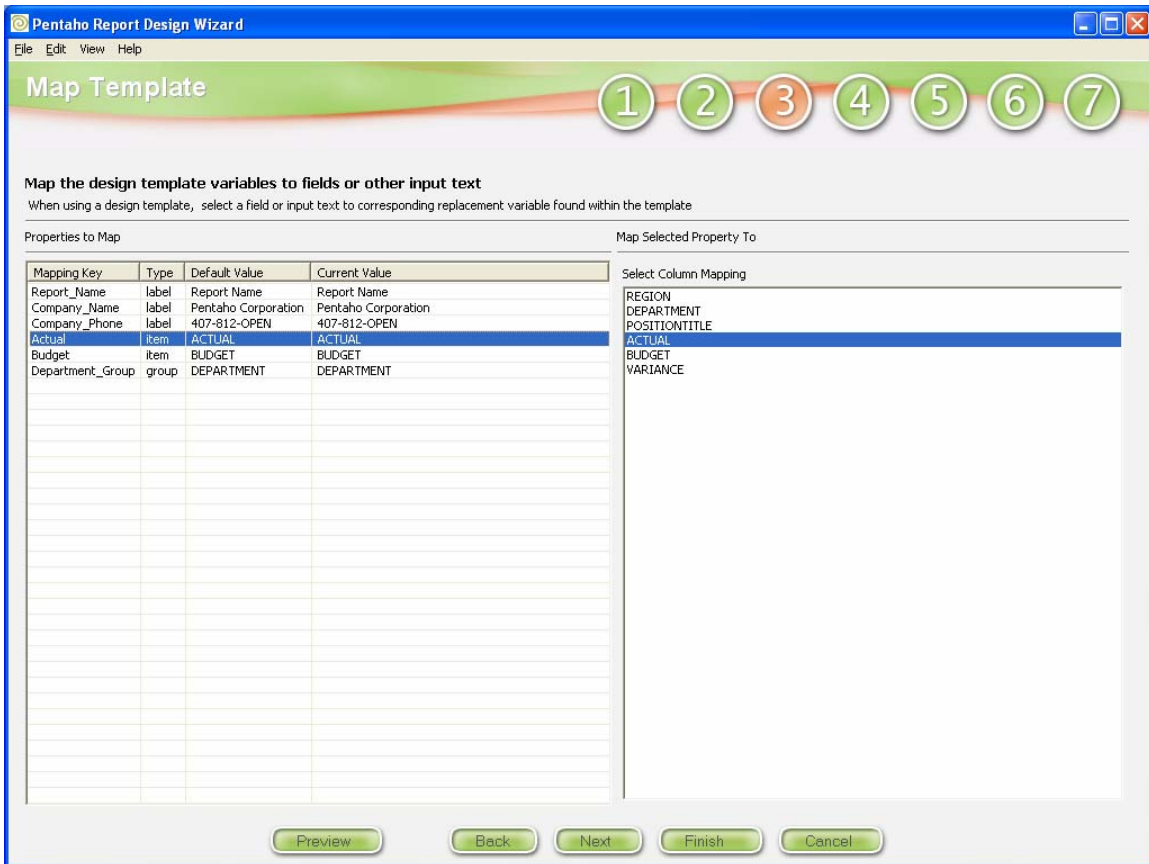 Pentaho Report Design Wizard
File Edit View Help
Map Template
1 2 3 4 5 6 7
Map the design template variables to fields or other input text
When using a design template, select a field or input text to corresponding replacement variable found within the template
Properties to Map
Mapping Key Type Default Value Current Value
Report_Name label Report Name Report Name
Company_Name label Pentaho Corporation Pentaho Corporation
Company_Phone label 407-812-OPEN 407-812-OPEN
Actual item ACTUAL ACTUAL
Budget item BUDGET BUDGET
Department_Group group DEPARTMENT DEPARTMENT
Map Selected Property To
Select Column Mapping
REGION
DEPARTMENT
POSITIONTITLE
ACTUAL
BUDGET
VARIANCE
Preview Back Next Finish Cancel